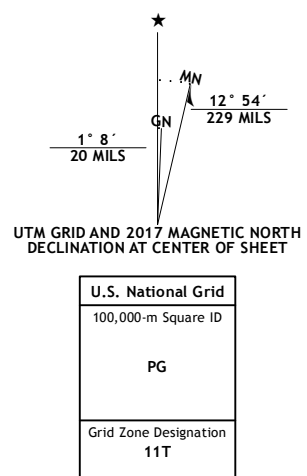 ★
MN
GN
12° 54´
229 MILS
1° 8´
20 MILS
UTM GRID AND 2017 MAGNETIC NORTH
DECLINATION AT CENTER OF SHEET
U.S. National Grid
100,000-m Square ID
PG
Grid Zone Designation
11T